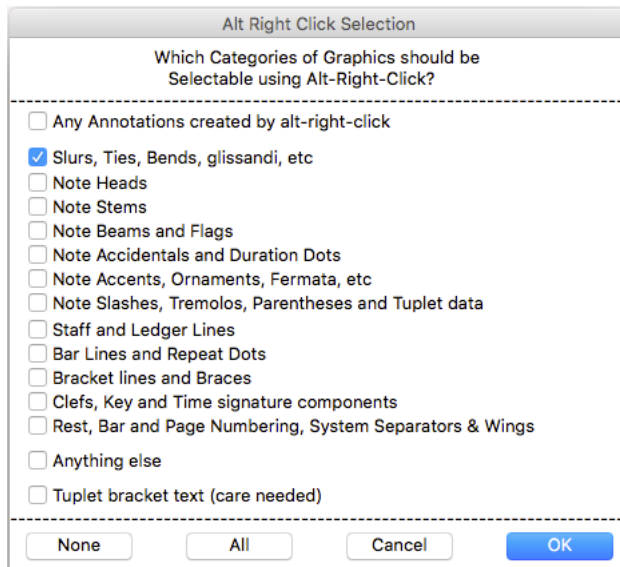 Alt Right Click Selection
Which Categories of Graphics should be
Selectable using Alt-Right-Click?
Any Annotations created by alt-right-click
Slurs, Ties, Bends, glissandi, etc
Note Heads
Note Stems
Note Beams and Flags
Note Accidentals and Duration Dots
Note Accents, Ornaments, Fermata, etc
Note Slashes, Tremolos, Parentheses and Tuplet data
Staff and Ledger Lines
Bar Lines and Repeat Dots
Bracket lines and Braces
Clefs, Key and Time signature components
Rest, Bar and Page Numbering, System Separators & Wings
Anything else
Tuplet bracket text (care needed)
None All Cancel OK